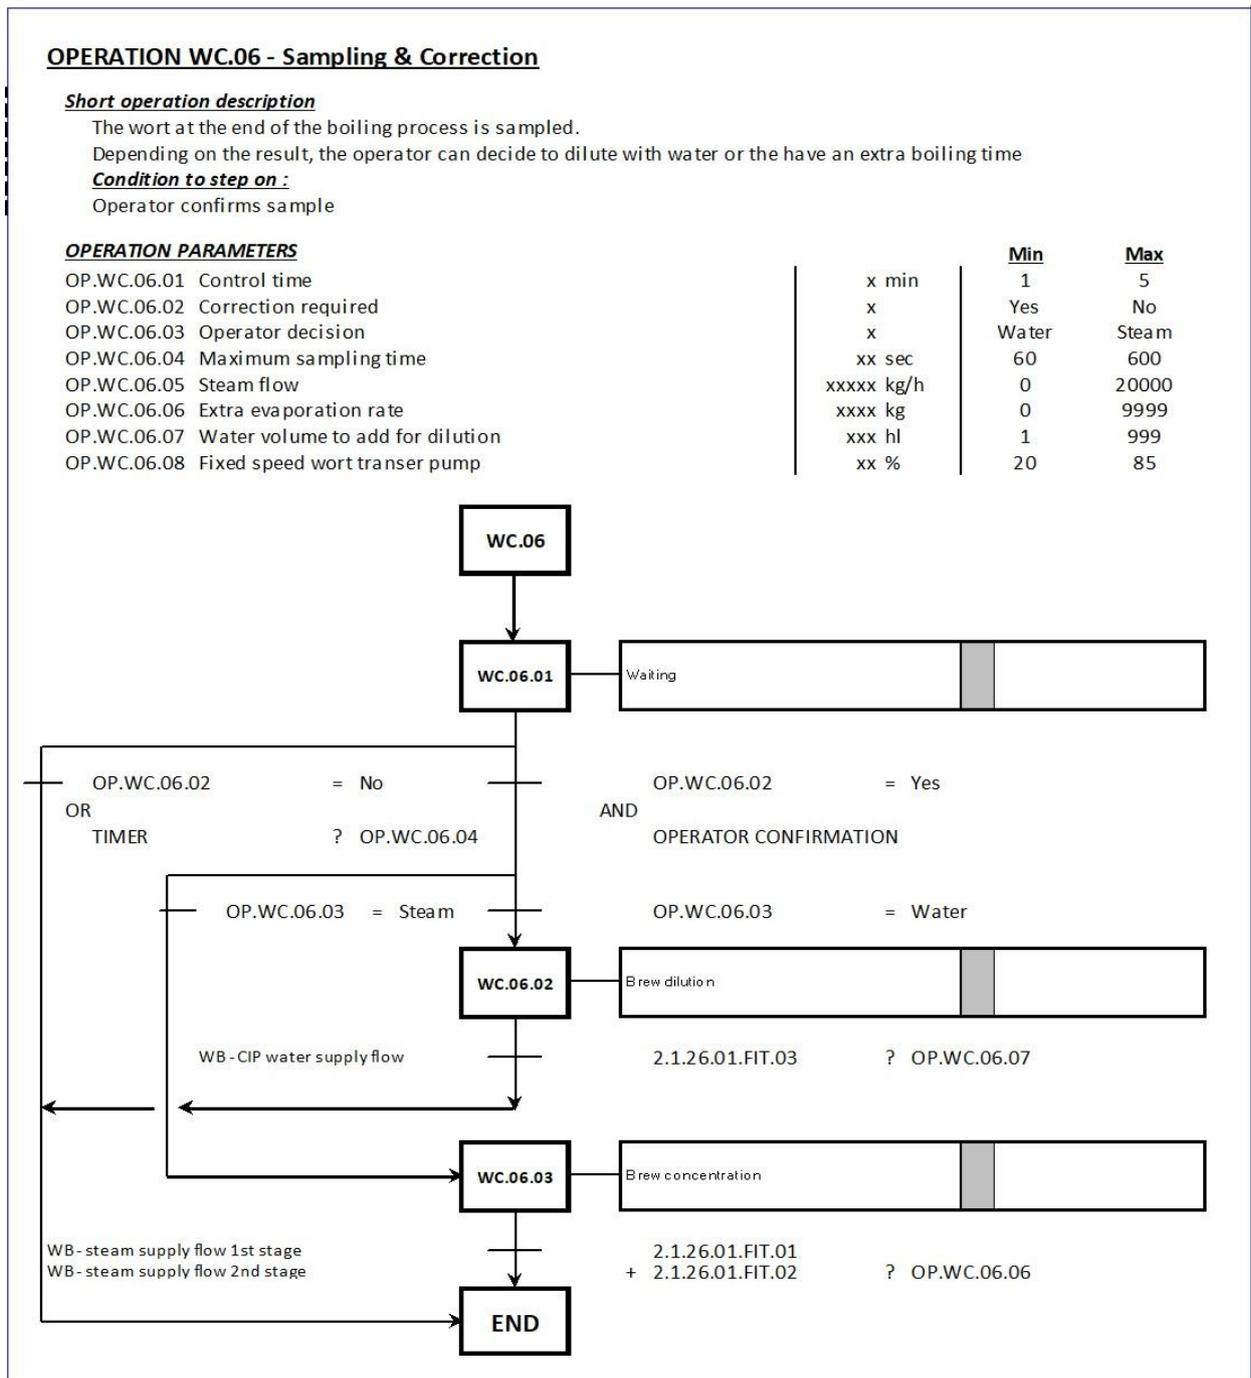 OPERATION WC.06 - Sampling & Correction
Short operation description
The wort at the end of the boiling process is sampled.
Depending on the result, the operator can decide to dilute with water or the have an extra boiling time
Condition to step on :
Operator confirms sample
OPERATION PARAMETERS Min Max
OP.WC.06.01 Control time x min 1 5
OP.WC.06.02 Correction required x Yes No
OP.WC.06.03 Operator decision x Water Steam
OP.WC.06.04 Maximum sampling time xx sec 60 600
OP.WC.06.05 Steam flow xxxxx kg/h 0 20000
OP.WC.06.06 Extra evaporation rate xxxx kg 0 9999
OP.WC.06.07 Water volume to add for dilution xxx hl 1 999
OP.WC.06.08 Fixed speed wort transer pump xx % 20 85
WC.06
WC.06.01 Waiting
OP.WC.06.02 = No OP.WC.06.02 = Yes
OR AND
TIMER ? OP.WC.06.04 OPERATOR CONFIRMATION
OP.WC.06.03 = Steam OP.WC.06.03 = Water
WC.06.02 Brew dilution
WB - CIP water supply flow 2.1.26.01.FIT.03 ? OP.WC.06.07
WC.06.03 Brew concentration
WB - steam supply flow 1st stage 2.1.26.01.FIT.01
WB - steam supply flow 2nd stage + 2.1.26.01.FIT.02 ? OP.WC.06.06
END